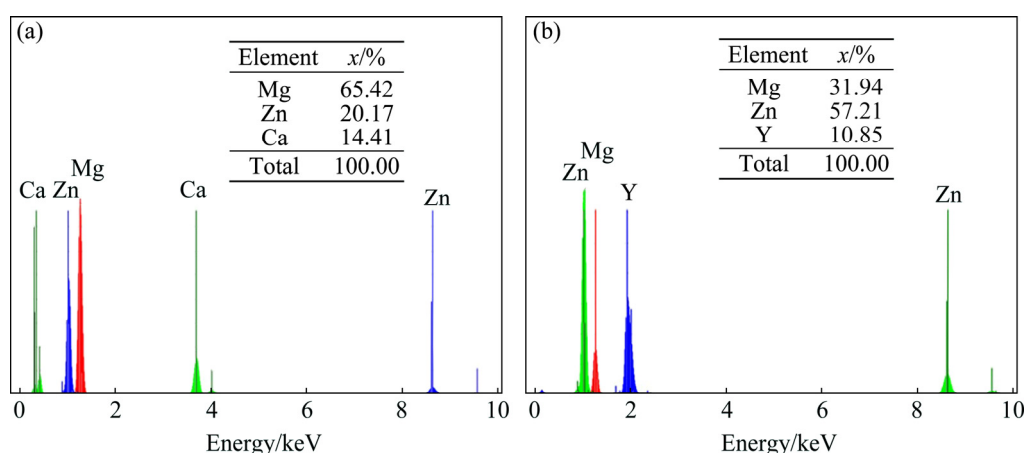 (a)
Element x/%
Mg 65.42
Zn 20.17
Ca 14.41
Total 100.00
Mg
Ca Zn
Ca
Zn
0 2 4 6 8 10
Energy/keV
(b)
Element x/%
Mg 31.94
Zn 57.21
Y 10.85
Total 100.00
Mg
Zn
Y
Zn
0 2 4 6 8 10
Energy/keV